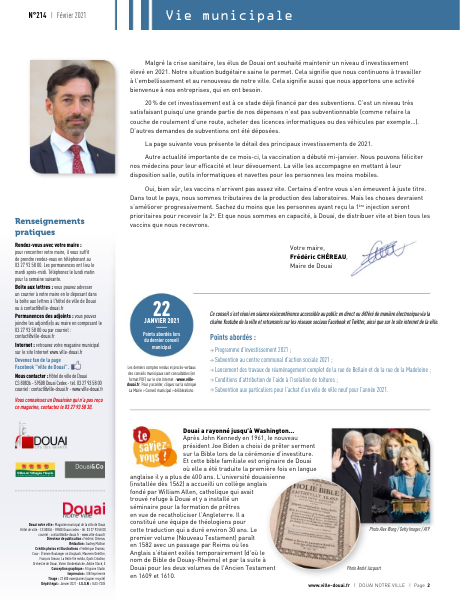 N°214 | Février 2021
Vie municipale
Malgré la crise sanitaire, les élus de Douai ont souhaité maintenir un niveau d'investissement
élevé en 2021. Notre situation budgétaire saine le permet. Cela signifie que nous continuons à travailler
à l'embellissement et au renouveau de notre ville. Cela signifie aussi que nous apportons une activité
bienvenue à nos entreprises, qui en ont besoin.
20 % de cet investissement est à ce stade déjà financé par des subventions. C'est un niveau très
satisfaisant puisqu'une grande partie de nos dépenses n'est pas subventionnable (comme refaire la
couche de roulement d'une route, acheter des licences informatiques ou des véhicules par exemple...).
D'autres demandes de subventions ont été déposées.
La page suivante vous présente le détail des principaux investissements de 2021.
Autre actualité importante de ce mois-ci, la vaccination a débuté mi-janvier. Nous pouvons féliciter
nos médecins pour leur efficacité et leur dévouement. La ville les accompagne en mettant à leur
disposition salle, outils informatiques et navettes pour les personnes les moins mobiles.
Oui, bien sûr, les vaccins n'arrivent pas assez vite. Certains d'entre vous s'en émeuvent à juste titre.
Dans tout le pays, nous sommes tributaires de la production des laboratoires. Mais les choses devraient
s'améliorer progressivement. Sachez du moins que les personnes ayant reçu la 1ère injection seront
prioritaires pour recevoir la 2e. Et que nous sommes en capacité, à Douai, de distribuer vite et bien tous les
vaccins que nous recevrons.
Votre maire,
Frédéric CHÉREAU,
Maire de Douai
Renseignements
pratiques
Rendez-vous avec votre maire :
pour rencontrer votre maire, il vous suffit
de prendre rendez-vous en téléphonant au
03 27 93 58 00. Les permanences ont lieu le
mardi après-midi. Téléphonez le lundi matin
pour la semaine suivante.
Boîte aux lettres : vous pouvez adresser
un courrier à votre maire en le déposant dans
la boîte aux lettres à l'hôtel de ville de Douai
ou à contact@ville-douai.fr
Permanences des adjoints : vous pouvez
joindre les adjoint(e)s au maire en composant le
03 27 93 58 00 ou par courriel :
contact@ville-douai.fr
Internet : retrouvez votre magazine municipal
sur le site Internet www.ville-douai.fr
Devenez fan de la page
Facebook "ville de Douai".
Nous contacter : Hôtel de ville de Douai
CS 80836 - 59508 Douai Cedex - tél. 03 27 93 58 00
courriel : contact@ville-douai.fr - www.ville-douai.fr
Vous connaissez un Douaisien qui n'a pas reçu
ce magazine, contactez le 03 27 93 58 30.
DOUAI
Douai&Co
Douai
notre ville
22
JANVIER 2021
Points abordés lors
du dernier conseil
municipal
Les derniers comptes rendus et procès-verbaux
des conseils municipaux sont consultables en
format PDF sur le site Internet : www.ville-
douai.fr. Pour y accéder, cliquez sur la rubrique
La Mairie > Conseil municipal > délibérations
Ce conseil s'est réuni en séance visioconférence accessible au public en direct ou différé de manière électronique via la
chaîne Youtube de la ville et retransmis sur les réseaux sociaux Facebook et Twitter, ainsi que sur le site internet de la ville.
Points abordés :
Programme d'investissement 2021 ;
Subvention au centre communal d'action sociale 2021 ;
Lancement des travaux de réaménagement complet de la rue de Bellain et de la rue de la Madeleine ;
Conditions d'attribution de l'aide à l'isolation de toitures ;
Subvention aux particuliers pour l'achat d'un vélo de ville neuf pour l'année 2021.
le
saviez-
vous !
Douai a rayonné jusqu'à Washington...
Après John Kennedy en 1961, le nouveau
président Joe Biden a choisi de prêter serment
sur la Bible lors de la cérémonie d'investiture.
Et cette bible familiale est originaire de Douai
où elle a été traduite la première fois en langue
anglaise il y a plus de 400 ans. L'université douaisienne
(installée dès 1562) a accueilli un collège anglais
fondé par William Allen, catholique qui avait
trouvé refuge à Douai et y a installé un
séminaire pour la formation de prêtres
en vue de recatholiciser l'Angleterre. Il a
constitué une équipe de théologiens pour
cette traduction qui a duré environ 30 ans. Le
premier volume (Nouveau Testament) paraît
en 1582 avec un passage par Reims où les
Anglais s'étaient exilés temporairement (d'où le
nom de Bible de Douay-Rheims) et par la suite à
Douai pour les deux volumes de l'Ancien Testament
en 1609 et 1610.
Photo Alex Wong / Getty Images / AFP
Photo André Jacquart
www.ville-douai.fr | DOUAI NOTRE VILLE | Page 2